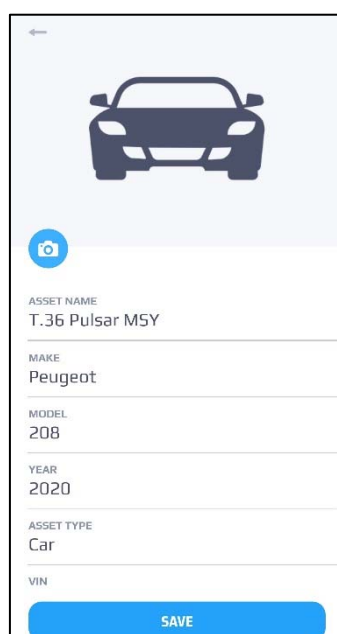 ASSET NAME
T.36 Pulsar MSY
MAKE
Peugeot
MODEL
208
YEAR
2020
ASSET TYPE
Car
VIN
SAVE